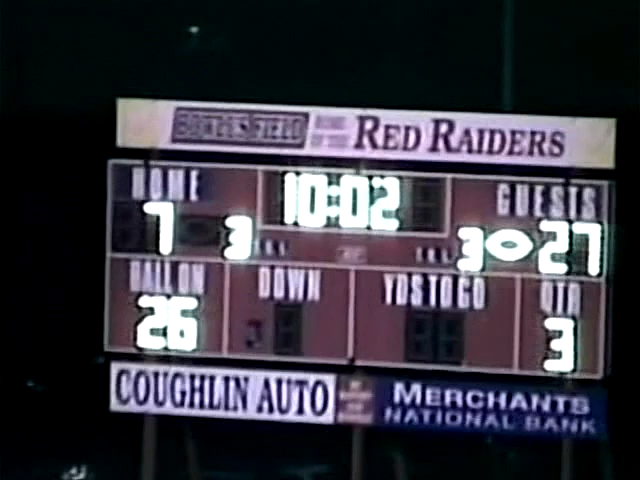 RED RAIDERS
HOME 10:02 GUESTS
7 3 3 27
BALL ON DOWN YDS TO GO QTR
26 3
COUGHLIN AUTO
MERCHANTS
NATIONAL BANK